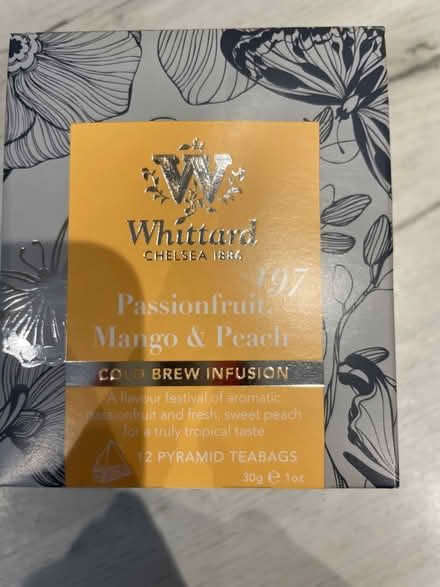 W
Whittard
CHELSEA 1886
197
Passionfruit,
Mango & Peach
COLD BREW INFUSION
A flavour festival of aromatic
passionfruit and fresh, sweet peach
for a truly tropical taste
12 PYRAMID TEABAGS
30g ℮ 1oz